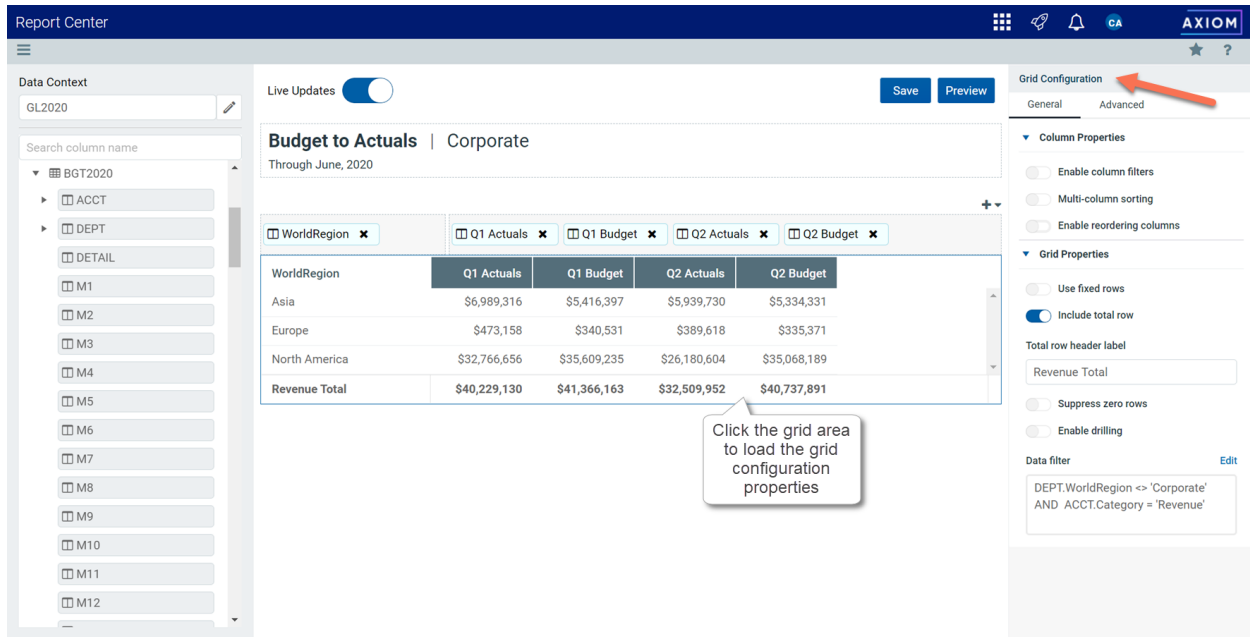 Report Center
CA
AXIOM
?
Data Context
GL2020
Search column name
BGT2020
ACCT
DEPT
DETAIL
M1
M2
M3
M4
M5
M6
M7
M8
M9
M10
M11
M12
Live Updates
Save
Preview
Budget to Actuals | Corporate
Through June, 2020
WorldRegion
Q1 Actuals
Q1 Budget
Q2 Actuals
Q2 Budget
WorldRegion Q1 Actuals Q1 Budget Q2 Actuals Q2 Budget
Asia $6,989,316 $5,416,397 $5,939,730 $5,334,331
Europe $473,158 $340,531 $389,618 $335,371
North America $32,766,656 $35,609,235 $26,180,604 $35,068,189
Revenue Total $40,229,130 $41,366,163 $32,509,952 $40,737,891
Click the grid area
to load the grid
configuration
properties
Grid Configuration
General Advanced
Column Properties
Enable column filters
Multi-column sorting
Enable reordering columns
Grid Properties
Use fixed rows
Include total row
Total row header label
Revenue Total
Suppress zero rows
Enable drilling
Data filter Edit
DEPT.WorldRegion <> 'Corporate'
AND ACCT.Category = 'Revenue'